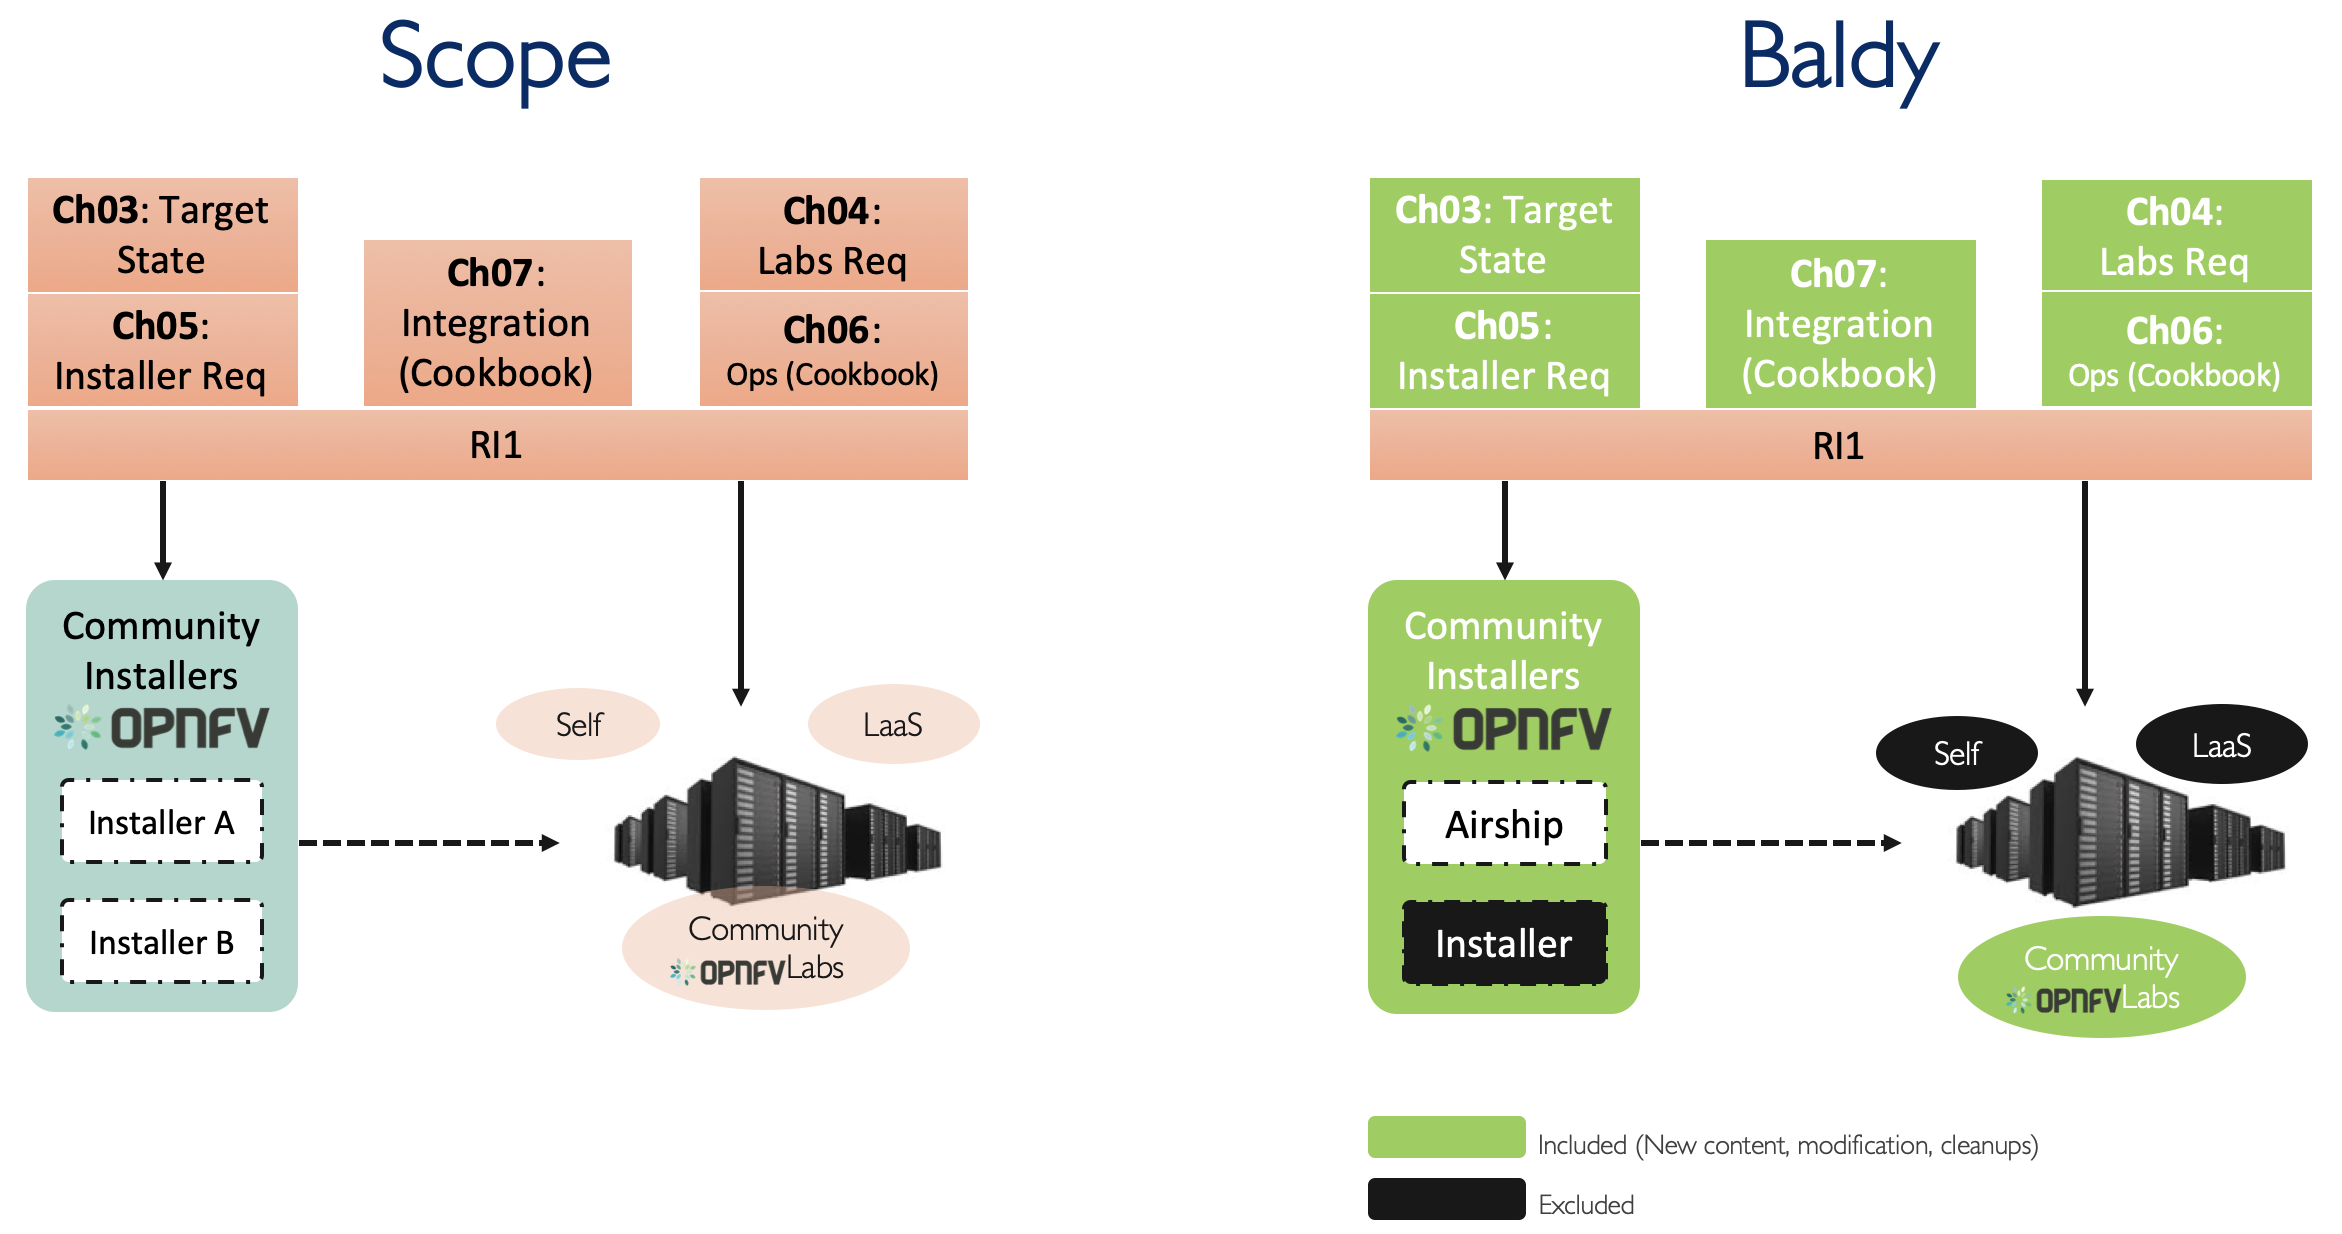 Scope
Ch03: Target
State
Ch05:
Installer Req
Ch07:
Integration
(Cookbook)
Ch04:
Labs Req
Ch06:
Ops (Cookbook)
RI1
Community
Installers
OPNFV
Installer A
Installer B
Self
LaaS
Community
OPNFV Labs
Baldy
Ch03: Target
State
Ch05:
Installer Req
Ch07:
Integration
(Cookbook)
Ch04:
Labs Req
Ch06:
Ops (Cookbook)
RI1
Community
Installers
OPNFV
Airship
Installer
Self
LaaS
Community
OPNFV Labs
Included (New content, modification, cleanups)
Excluded